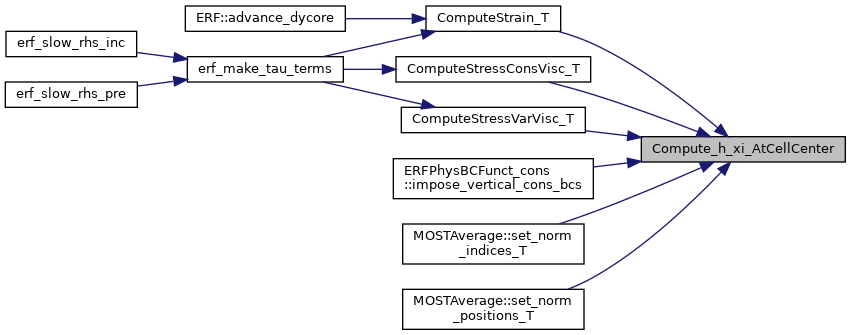 ERF::advance_dycore
ComputeStrain_T
erf_slow_rhs_inc
erf_make_tau_terms
ComputeStressConsVisc_T
erf_slow_rhs_pre
ComputeStressVarVisc_T
Compute_h_xi_AtCellCenter
ERFPhysBCFunct_cons
::impose_vertical_cons_bcs
MOSTAverage::set_norm
_indices_T
MOSTAverage::set_norm
_positions_T